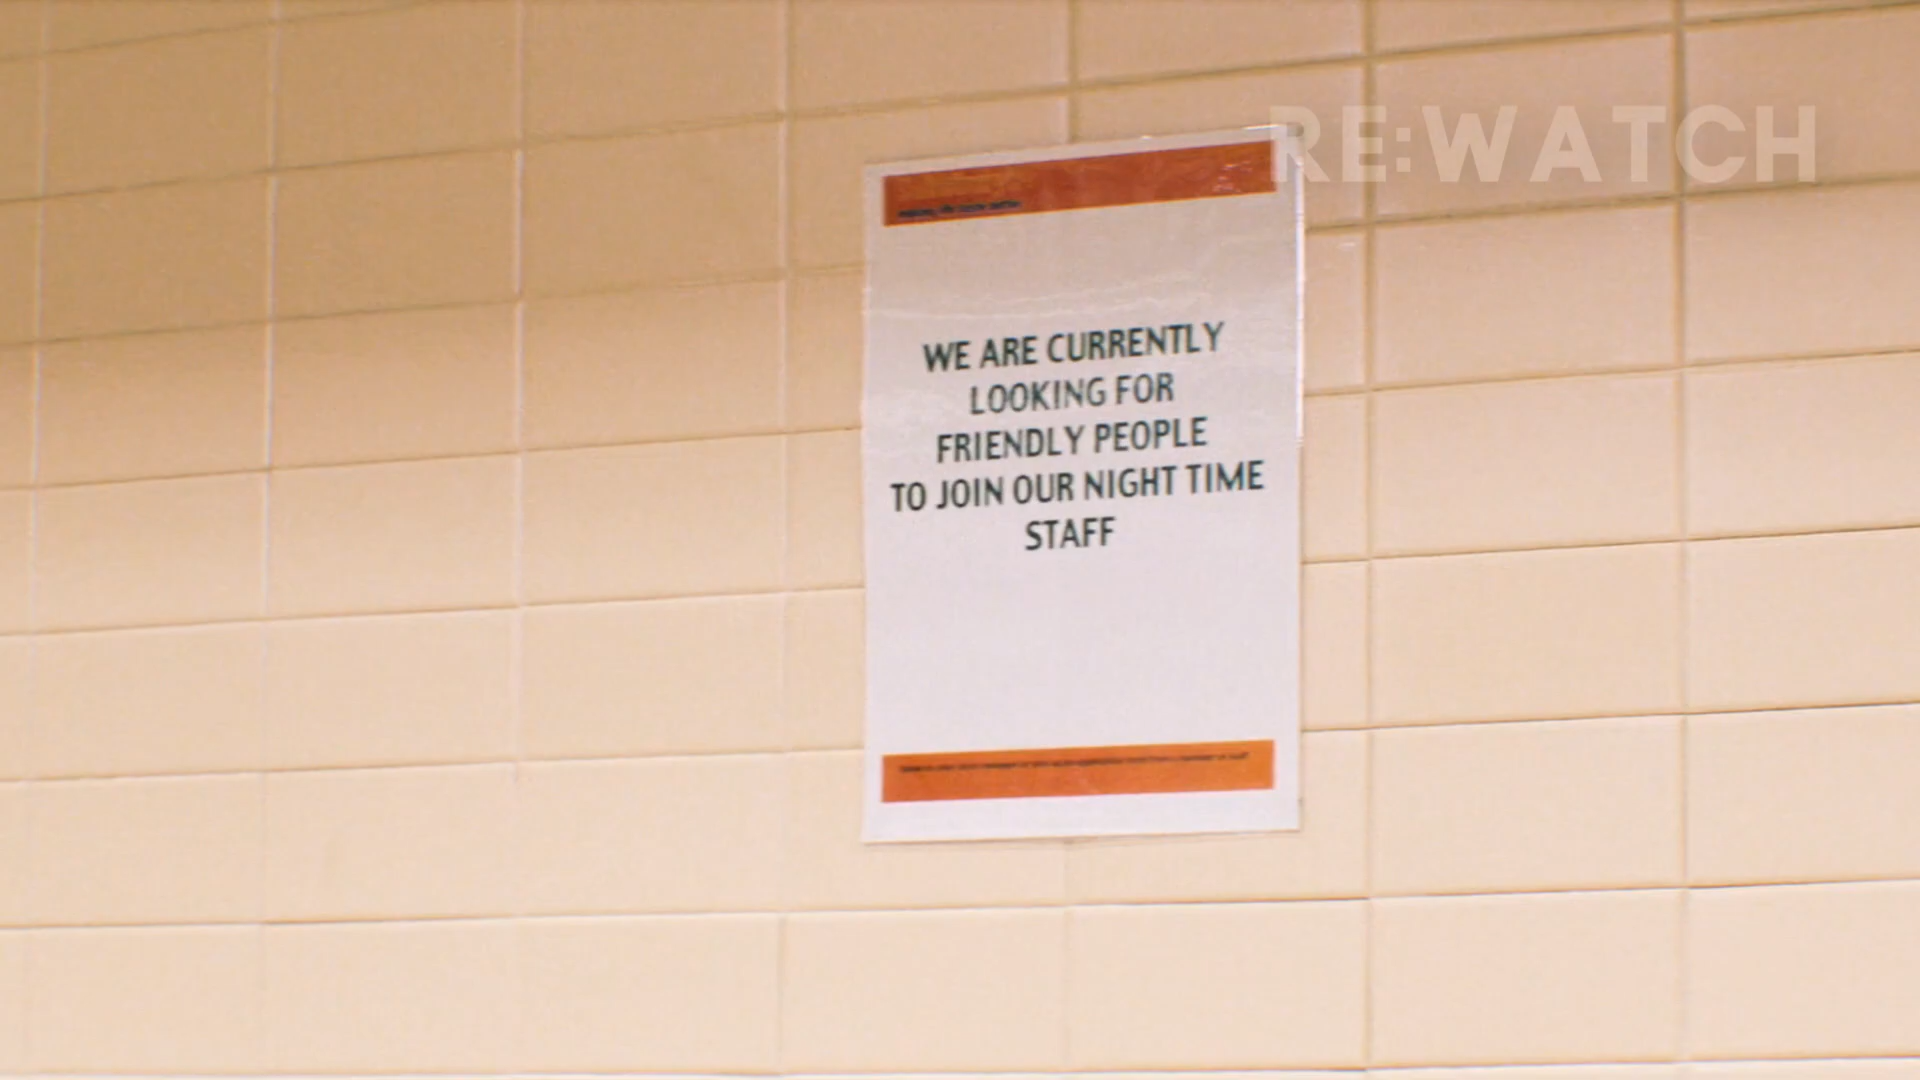 RE:WATCH
WE ARE CURRENTLY
LOOKING FOR
FRIENDLY PEOPLE
TO JOIN OUR NIGHT TIME
STAFF